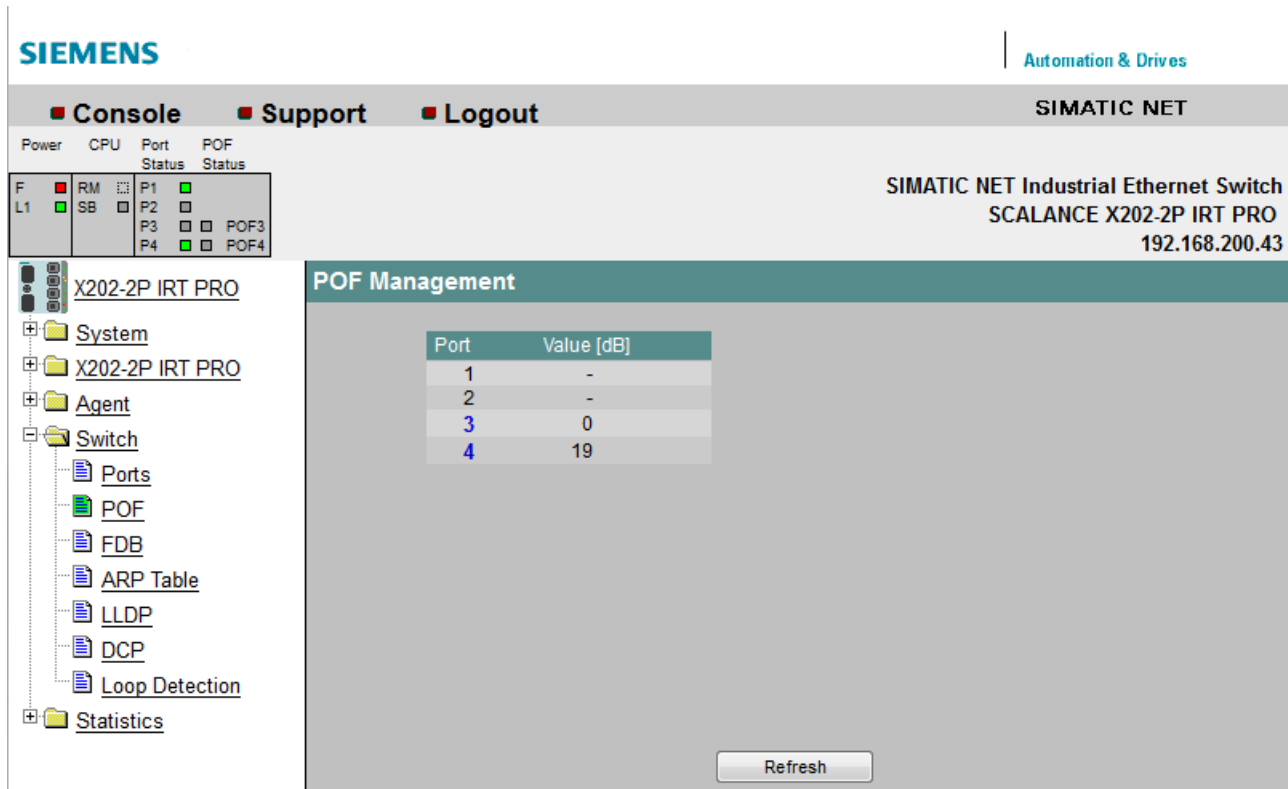 SIEMENS
Automation & Drives
Console Support Logout SIMATIC NET
Power CPU Port Status POF Status
F RM P1
L1 SB P2
P3 POF3
P4 POF4
SIMATIC NET Industrial Ethernet Switch
SCALANCE X202-2P IRT PRO
192.168.200.43
X202-2P IRT PRO
System
X202-2P IRT PRO
Agent
Switch
Ports
POF
FDB
ARP Table
LLDP
DCP
Loop Detection
Statistics
POF Management
Port Value [dB]
1 -
2 -
3 0
4 19
Refresh